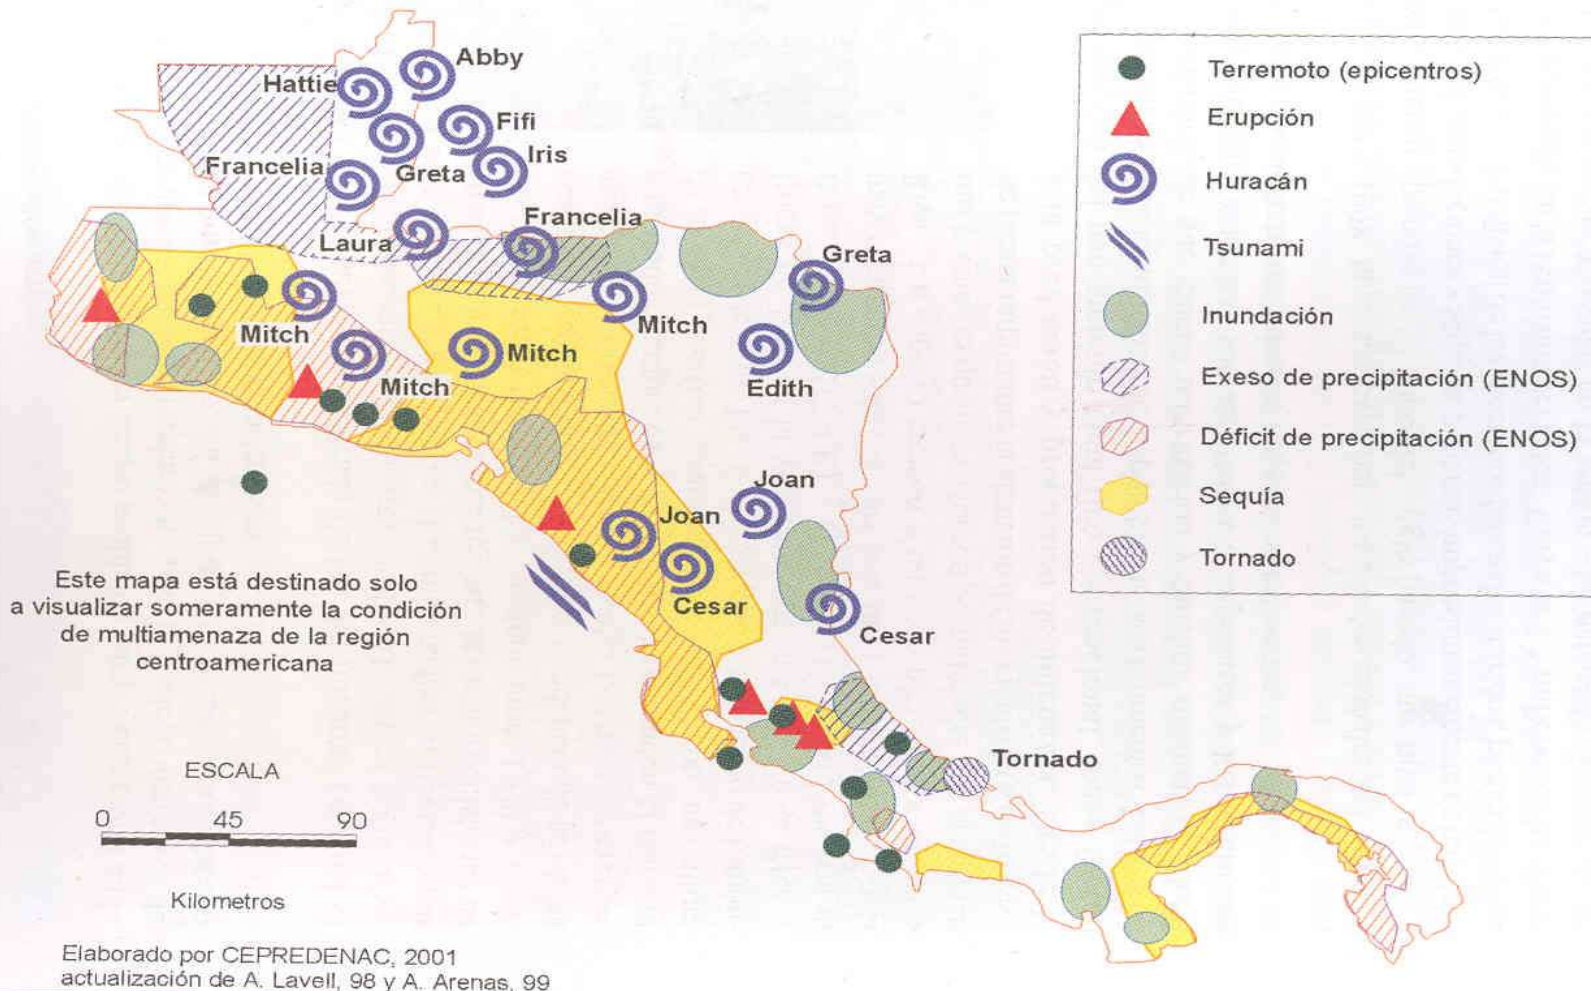 Abby
Hattie
Fifi
Iris
Francelia
Greta
Francelia
Laura
Greta
Mitch
Mitch
Mitch
Mitch
Edith
Joan
Joan
Cesar
Cesar
Tornado
Terremoto (epicentros)
Erupción
Huracán
Tsunami
Inundación
Exeso de precipitación (ENOS)
Déficit de precipitación (ENOS)
Sequía
Tornado
Este mapa está destinado solo
a visualizar someramente la condición
de multiamenaza de la región
centroamericana
ESCALA
0 45 90
Kilometros
Elaborado por CEPREDENAC, 2001
actualización de A. Lavell, 98 y A. Arenas, 99